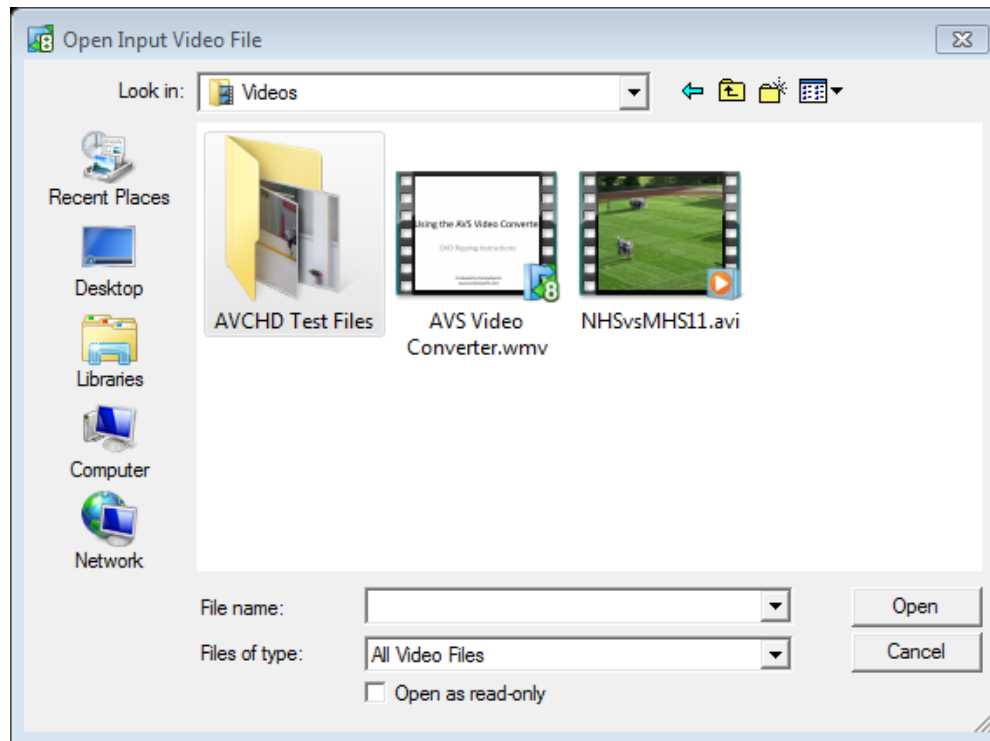 Open Input Video File
Look in:
Videos
Recent Places
Desktop
Libraries
Computer
Network
Using the AVS Video Converte
DVD Ripping Instructions
8
AVCHD Test Files
AVS Video
Converter.wmv
NHSvsMHS11.avi
File name:
Open
Files of type:
All Video Files
Cancel
Open as read-only